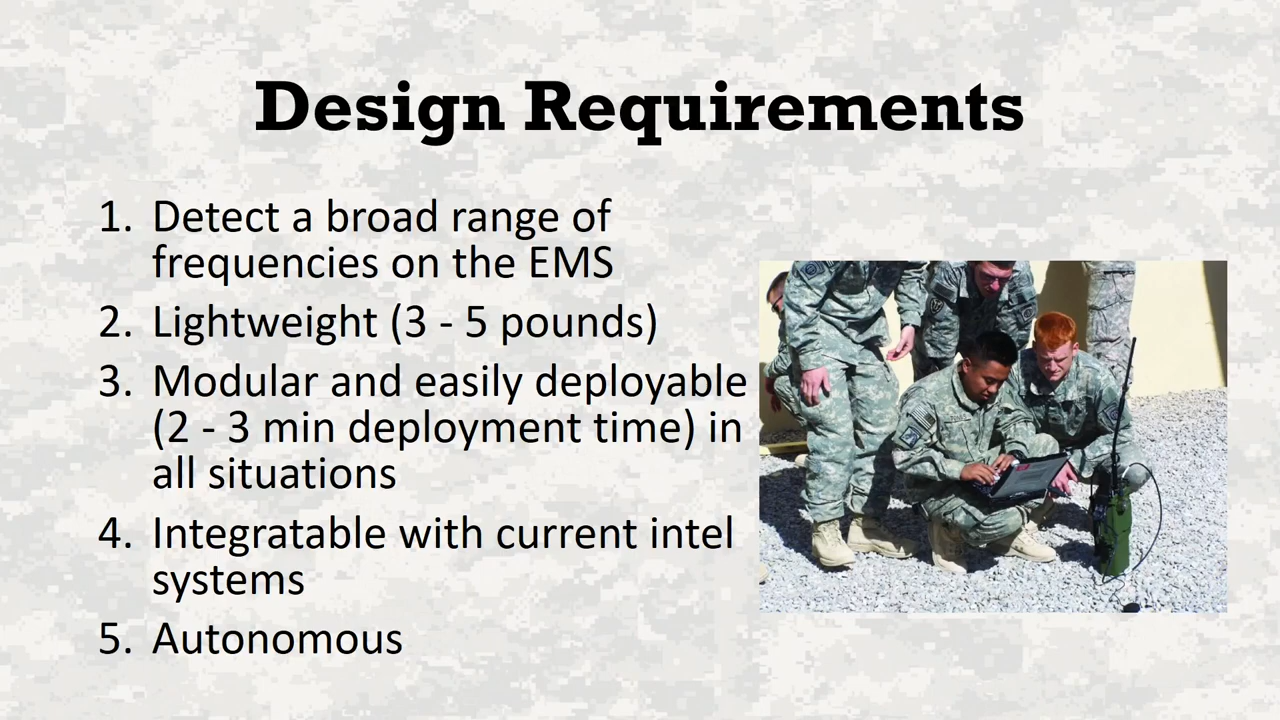 Design Requirements
1. Detect a broad range of
frequencies on the EMS
2. Lightweight (3 - 5 pounds)
3. Modular and easily deployable
(2 - 3 min deployment time) in
all situations
4. Integratable with current intel
systems
5. Autonomous